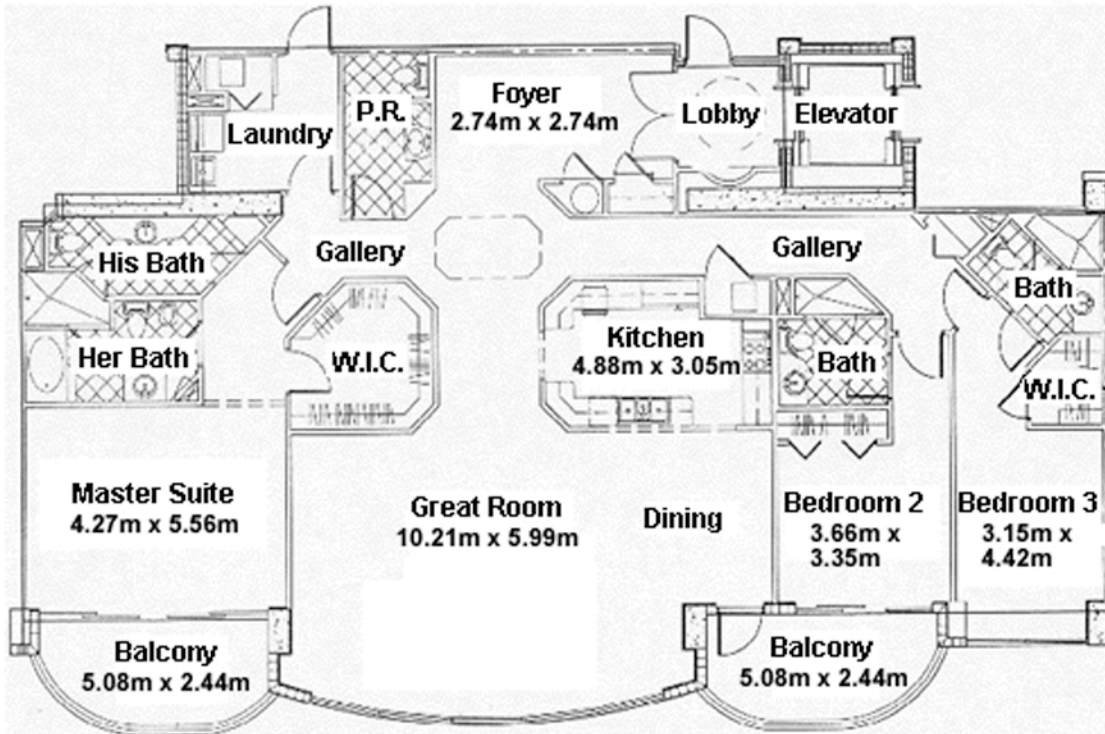 Foyer
2.74m x 2.74m
P.R.
Laundry
Lobby
Elevator
His Bath
Gallery
Gallery
Bath
Her Bath
W.I.C.
Kitchen
4.88m x 3.05m
Bath
W.I.C.
Master Suite
4.27m x 5.56m
Great Room
10.21m x 5.99m
Dining
Bedroom 2
3.66m x
3.35m
Bedroom 3
3.15m x
4.42m
Balcony
5.08m x 2.44m
Balcony
5.08m x 2.44m